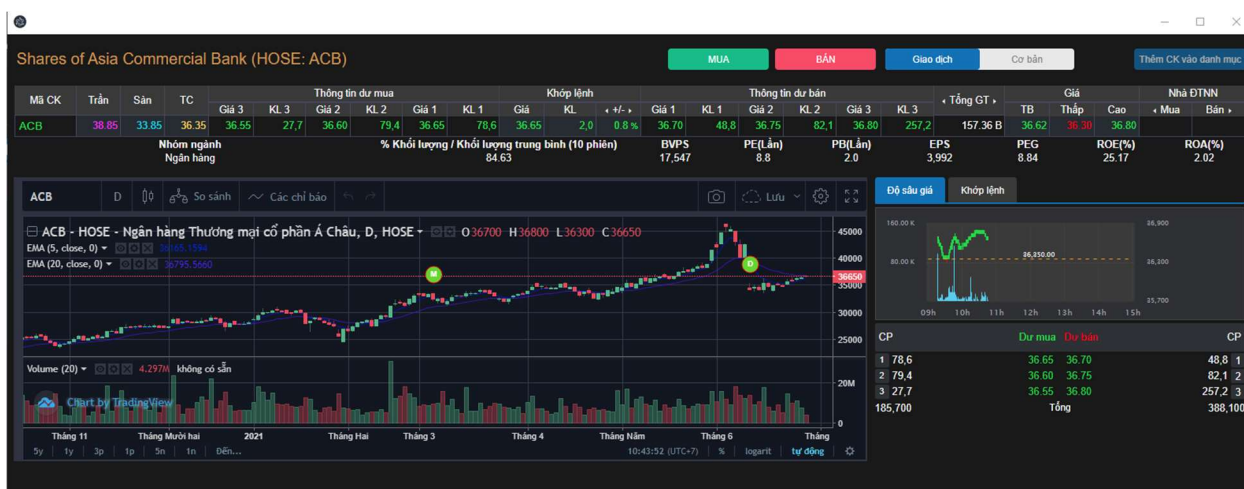 Shares of Asia Commercial Bank (HOSE: ACB) MUA BÁN Giao dịch Cơ bản Thêm CK vào danh mục
Mã CK Trần Sàn TC Thông tin dư mua Khớp lệnh Thông tin dư bán Tổng GT Giá Nhà ĐTNN
Giá 3 KL 3 Giá 2 KL 2 Giá 1 KL 1 Giá KL +/- Giá 1 KL 1 Giá 2 KL 2 Giá 3 KL 3 TB Thấp Cao Mua Bán
ACB 38.85 33.85 36.35 36.55 27,7 36.60 79,4 36.65 78,6 36.65 2,0 0.8 % 36.70 48,8 36.75 82,1 36.80 257,2 157.36 B 36.62 36.30 36.80
Nhóm ngành % Khối lượng / Khối lượng trung bình (10 phiên) BVPS PE(Lần) PB(Lần) EPS PEG ROE(%) ROA(%)
Ngân hàng 84.63 17,547 8.8 2.0 3,992 8.84 25.17 2.02
ACB D So sánh Các chỉ báo Lưu
ACB - HOSE - Ngân hàng Thương mại cổ phần Á Châu, D, HOSE O36700 H36800 L36300 C36650
EMA (5, close, 0)
EMA (20, close, 0) 36795.5660
M
D
45000
40000
36650
35000
30000
25000
Volume (20) 4.297M không có sẵn
20M
Chart by TradingView
0
Tháng 11 Tháng Mười hai 2021 Tháng Hai Tháng 3 Tháng 4 Tháng Năm Tháng 6 Tháng
5y 1y 3p 1p 5n 1n Đến... 10:43:52 (UTC+7) % logarit tự động
Độ sâu giá Khớp lệnh
160.00 K 36,900
36,350.00
80.00 K 36,300
35,700
09h 10h 11h 12h 13h 14h 15h
CP Dư mua Dư bán CP
1 78,6 36.65 36.70 48,8 1
2 79,4 36.60 36.75 82,1 2
3 27,7 36.55 36.80 257,2 3
185,700 Tổng 388,100